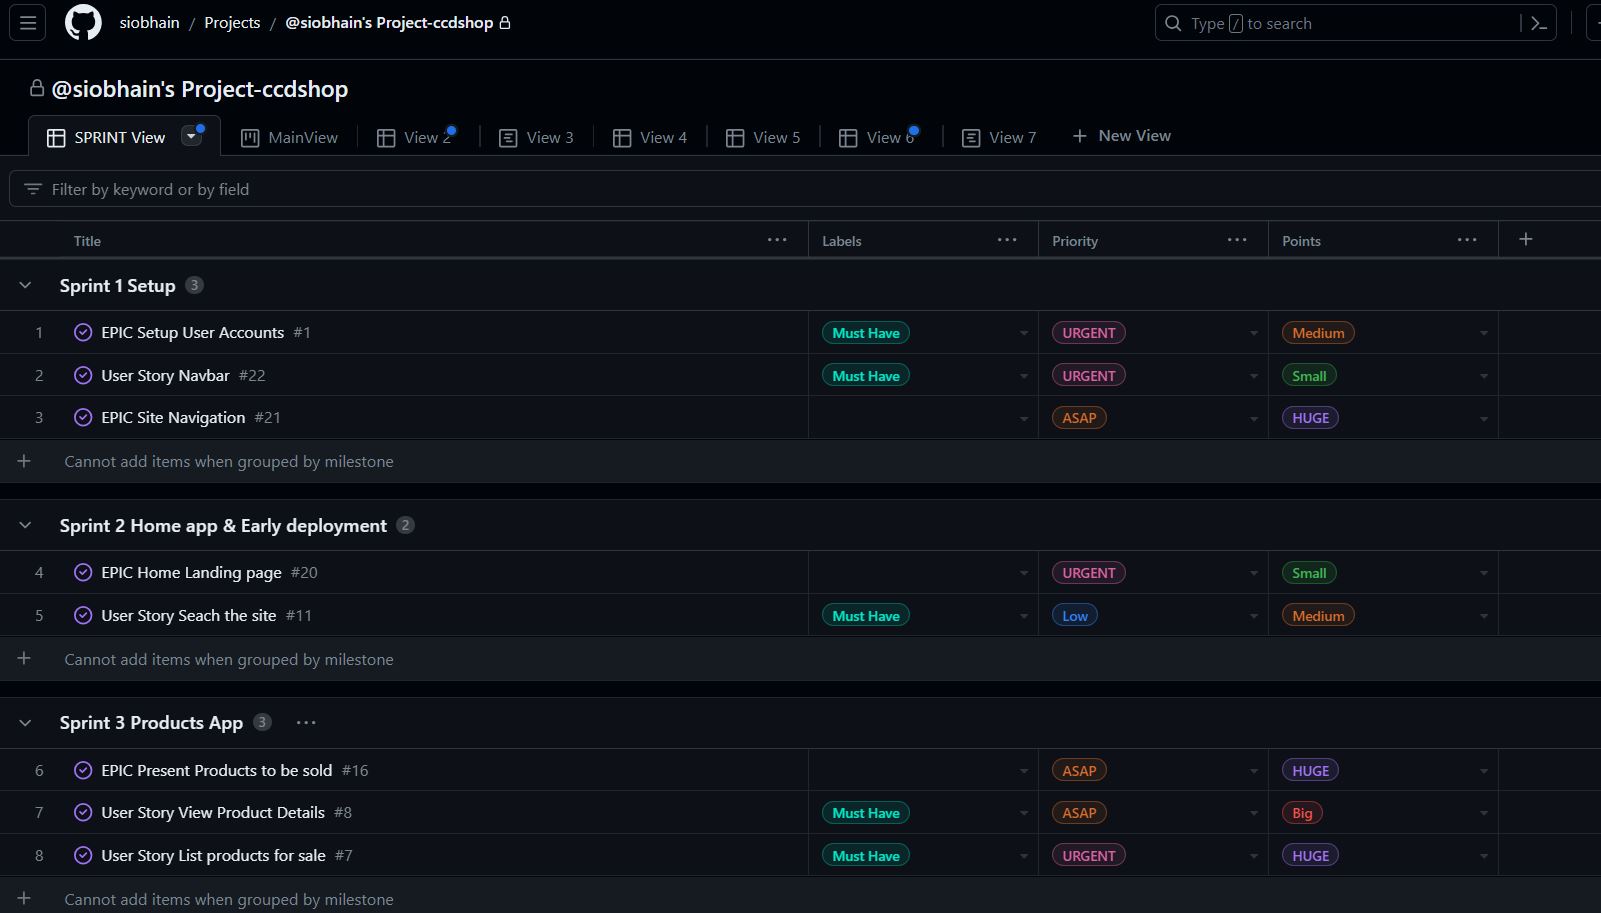 siobhain / Projects / @siobhain's Project-ccdshop Type / to search
@siobhain's Project-ccdshop
SPRINT View MainView View 2 View 3 View 4 View 5 View 6 View 7 + New View
Filter by keyword or by field
Title ... Labels ... Priority ... Points ... +
Sprint 1 Setup 3
1 EPIC Setup User Accounts #1 Must Have URGENT Medium
2 User Story Navbar #22 Must Have URGENT Small
3 EPIC Site Navigation #21 ASAP HUGE
+ Cannot add items when grouped by milestone
Sprint 2 Home app & Early deployment 2
4 EPIC Home Landing page #20 URGENT Small
5 User Story Seach the site #11 Must Have Low Medium
+ Cannot add items when grouped by milestone
Sprint 3 Products App 3 ...
6 EPIC Present Products to be sold #16 ASAP HUGE
7 User Story View Product Details #8 Must Have ASAP Big
8 User Story List products for sale #7 Must Have URGENT HUGE
+ Cannot add items when grouped by milestone